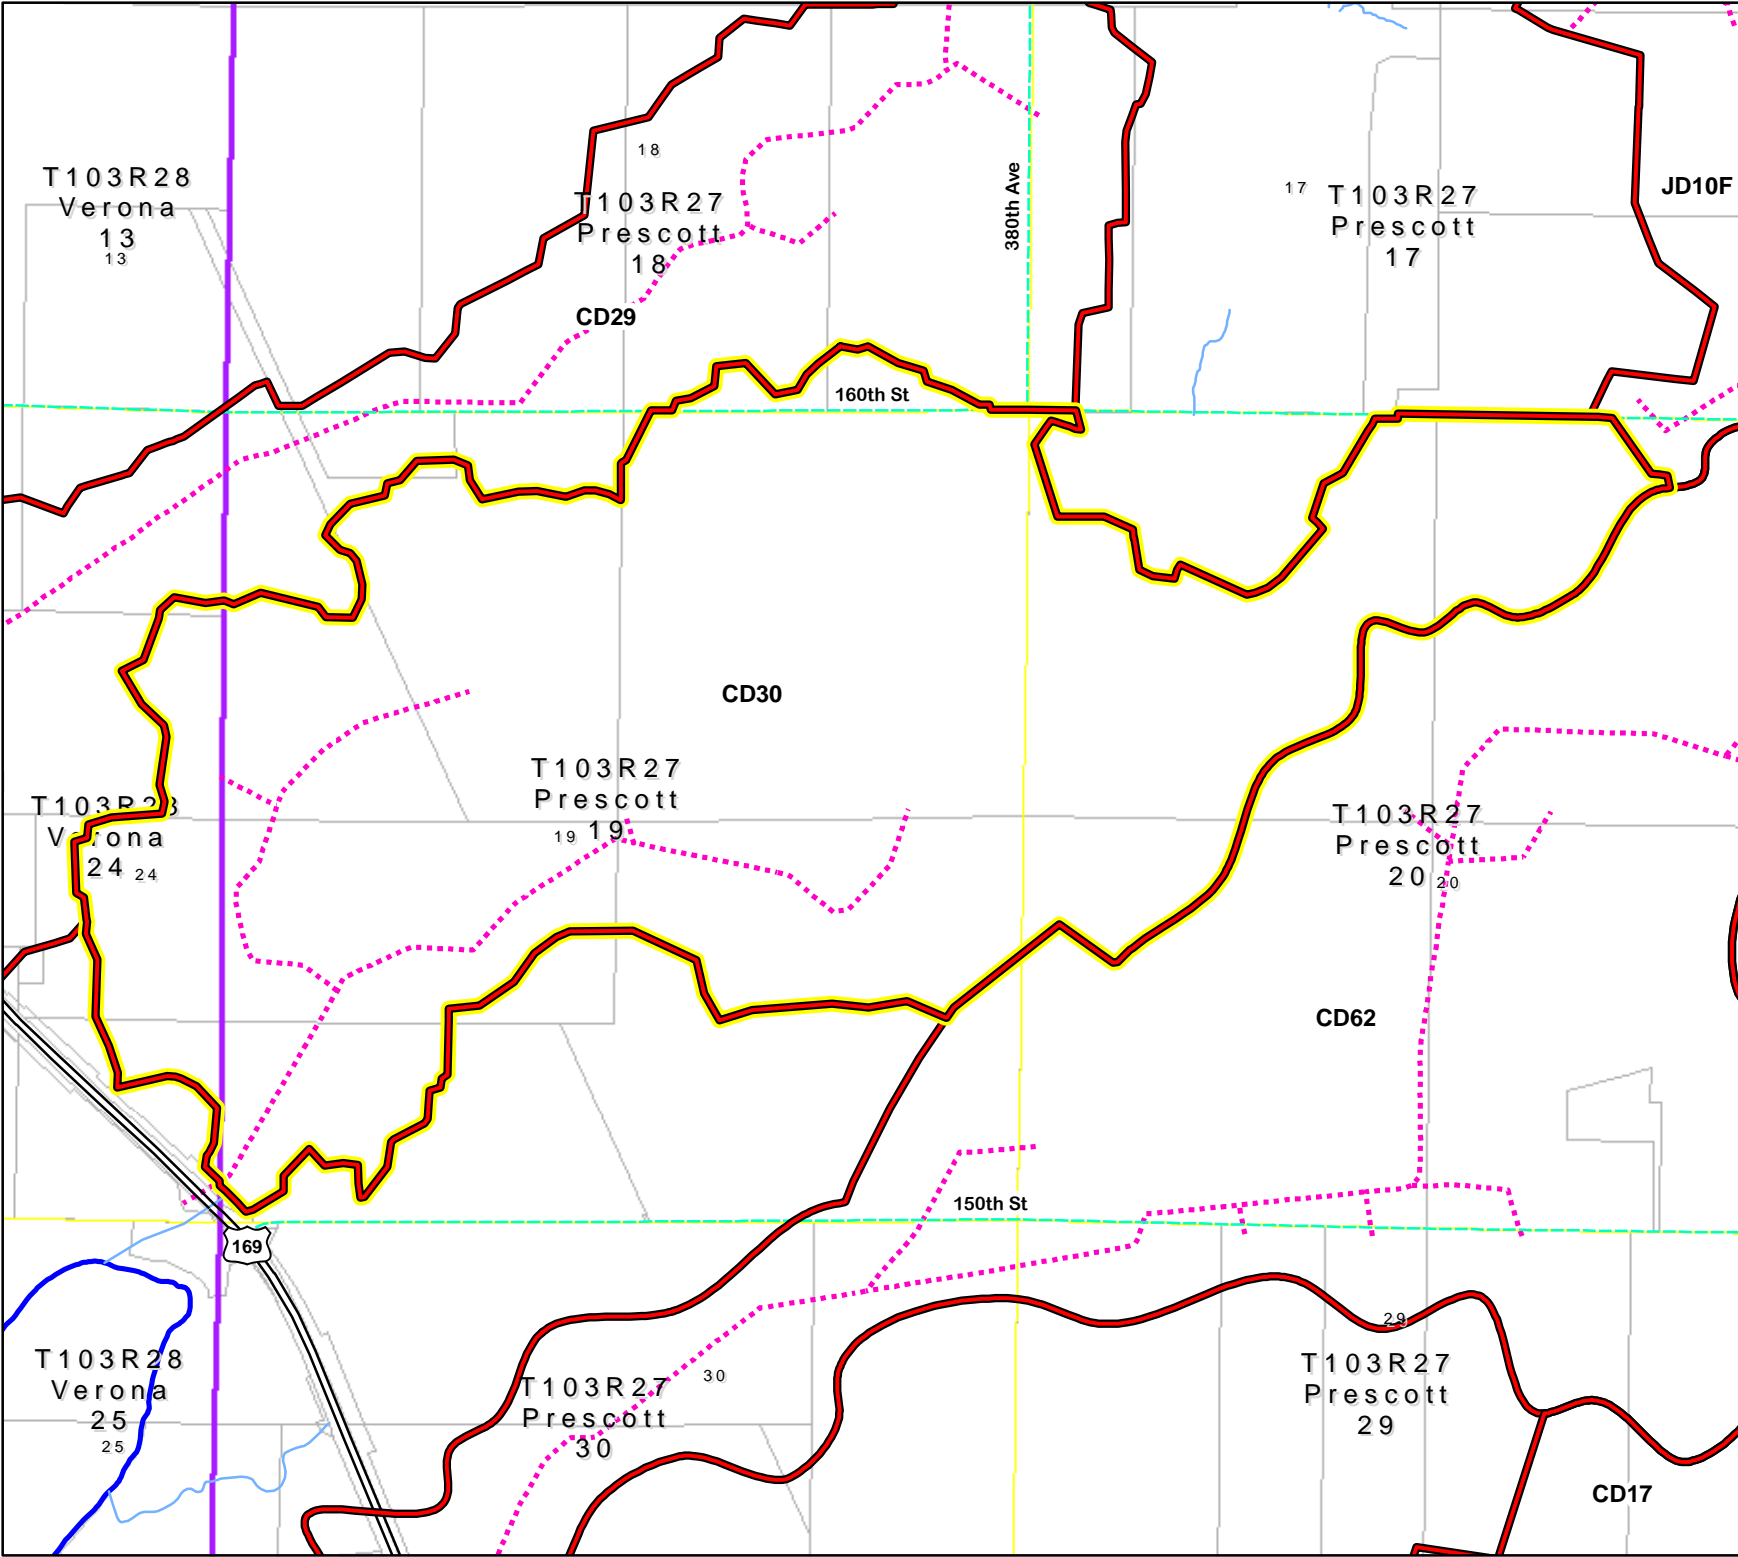 18
T103R28
Verona
13
13
T103R27
Prescott
18
380th Ave
17
T103R27
Prescott
17
JD10F
CD29
160th St
CD30
T103R27
Prescott
19 19
T103R28
Verona
24 24
T103R27
Prescott
20 20
CD62
150th St
169
29
T103R28
Verona
25
25
T103R27
Prescott
30
30
T103R27
Prescott
29
CD17